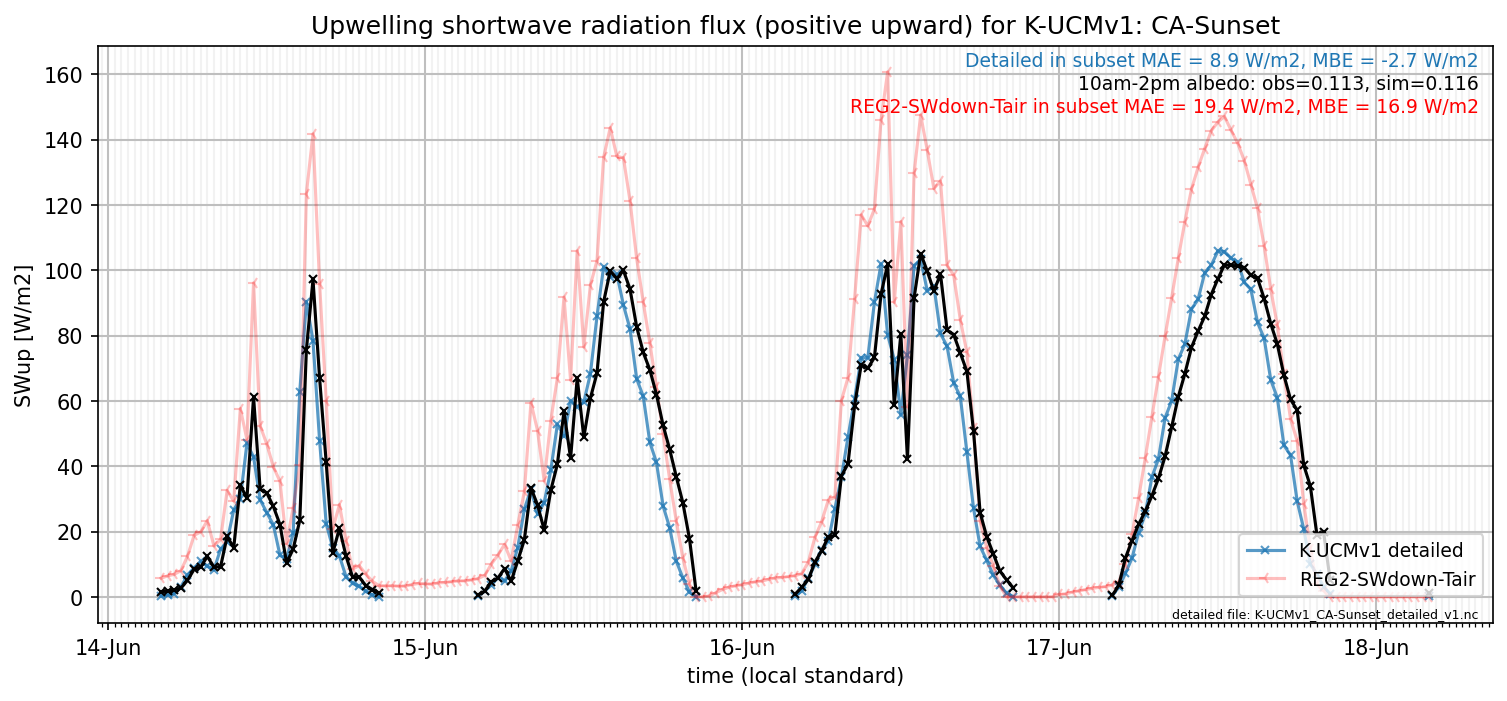 Upwelling shortwave radiation flux (positive upward) for K-UCMv1: CA-Sunset
Detailed in subset MAE = 8.9 W/m2, MBE = -2.7 W/m2
10am-2pm albedo: obs=0.113, sim=0.116
REG2-SWdown-Tair in subset MAE = 19.4 W/m2, MBE = 16.9 W/m2
SWup [W/m2]
160
140
120
100
80
60
40
20
0
K-UCMv1 detailed
REG2-SWdown-Tair
detailed file: K-UCMv1_CA-Sunset_detailed_v1.nc
14-Jun 15-Jun 16-Jun 17-Jun 18-Jun
time (local standard)